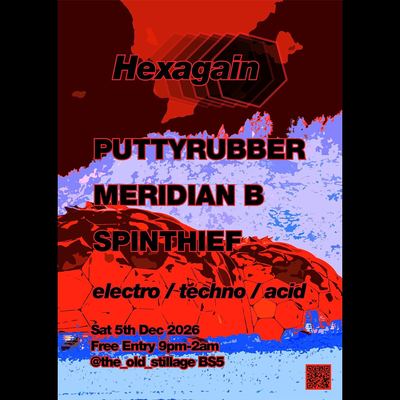 Hexagain
PUTTYRUBBER
MERIDIAN B
SPINTHIEF
electro / techno / acid
Sat 5th Dec 2026
Free Entry 9pm-2am
@the_old_stillage BS5